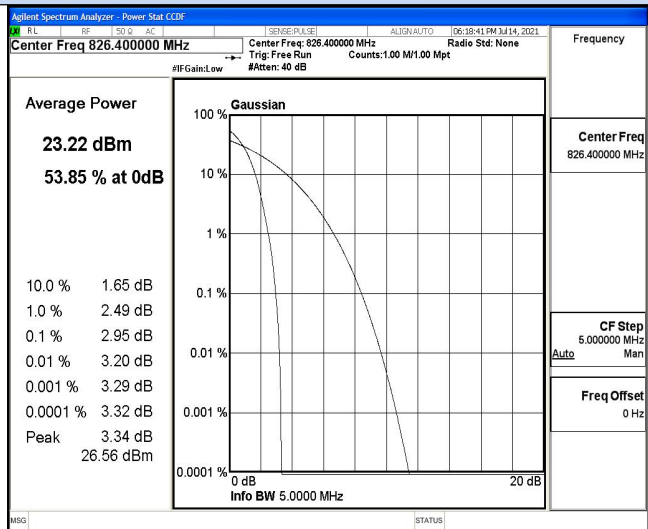 Agilent Spectrum Analyzer - Power Stat CCDF
LXI RL RF 50 Ω AC SENSE:PULSE ALIGN AUTO 06:18:41 PM Jul 14, 2021
Center Freq 826.400000 MHz
Center Freq: 826.400000 MHz Radio Std: None
Trig: Free Run Counts:1.00 M/1.00 Mpt
#IFGain:Low #Atten: 40 dB
Average Power
23.22 dBm
53.85 % at 0dB
10.0 % 1.65 dB
1.0 % 2.49 dB
0.1 % 2.95 dB
0.01 % 3.20 dB
0.001 % 3.29 dB
0.0001 % 3.32 dB
Peak 3.34 dB
26.56 dBm
Gaussian
100 %
10 %
1 %
0.1 %
0.01 %
0.001 %
0.0001 %
0 dB 20 dB
Info BW 5.0000 MHz
Frequency
Center Freq
826.400000 MHz
CF Step
5.000000 MHz
Auto Man
Freq Offset
0 Hz
MSG STATUS